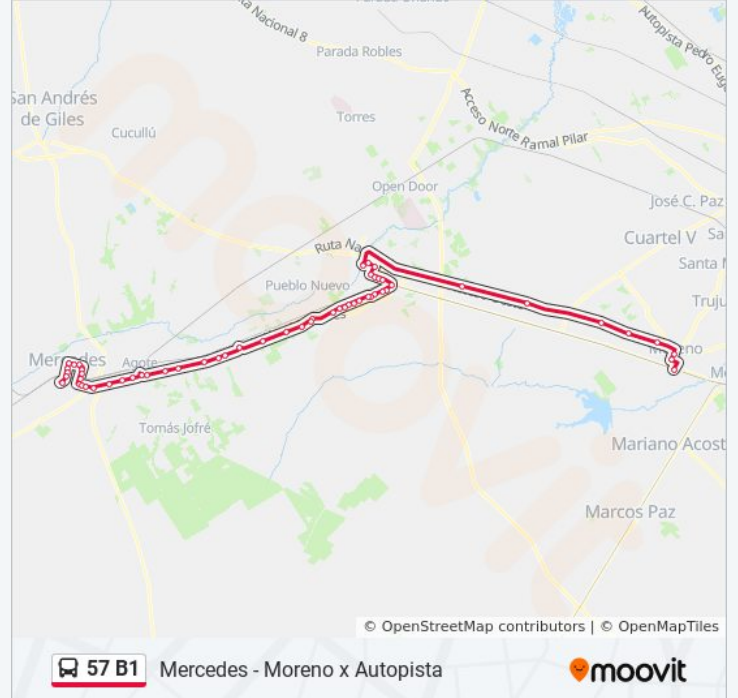 Nacional 8
Autopista Pedro Eug
Parada Robles
San Andrés
de Giles
Torres
Cucullú
Acceso Norte Ramal Pilar
Open Door
José C. Paz
Cuartel V
Ruta Na
Santa
Pueblo Nuevo
Truju
Mercedes
Agote
Tomás Jofré
Mariano Acost
Marcos Paz
moovit
© OpenStreetMap contributors | © OpenMapTiles
57 B1 Mercedes - Moreno x Autopista
moovit